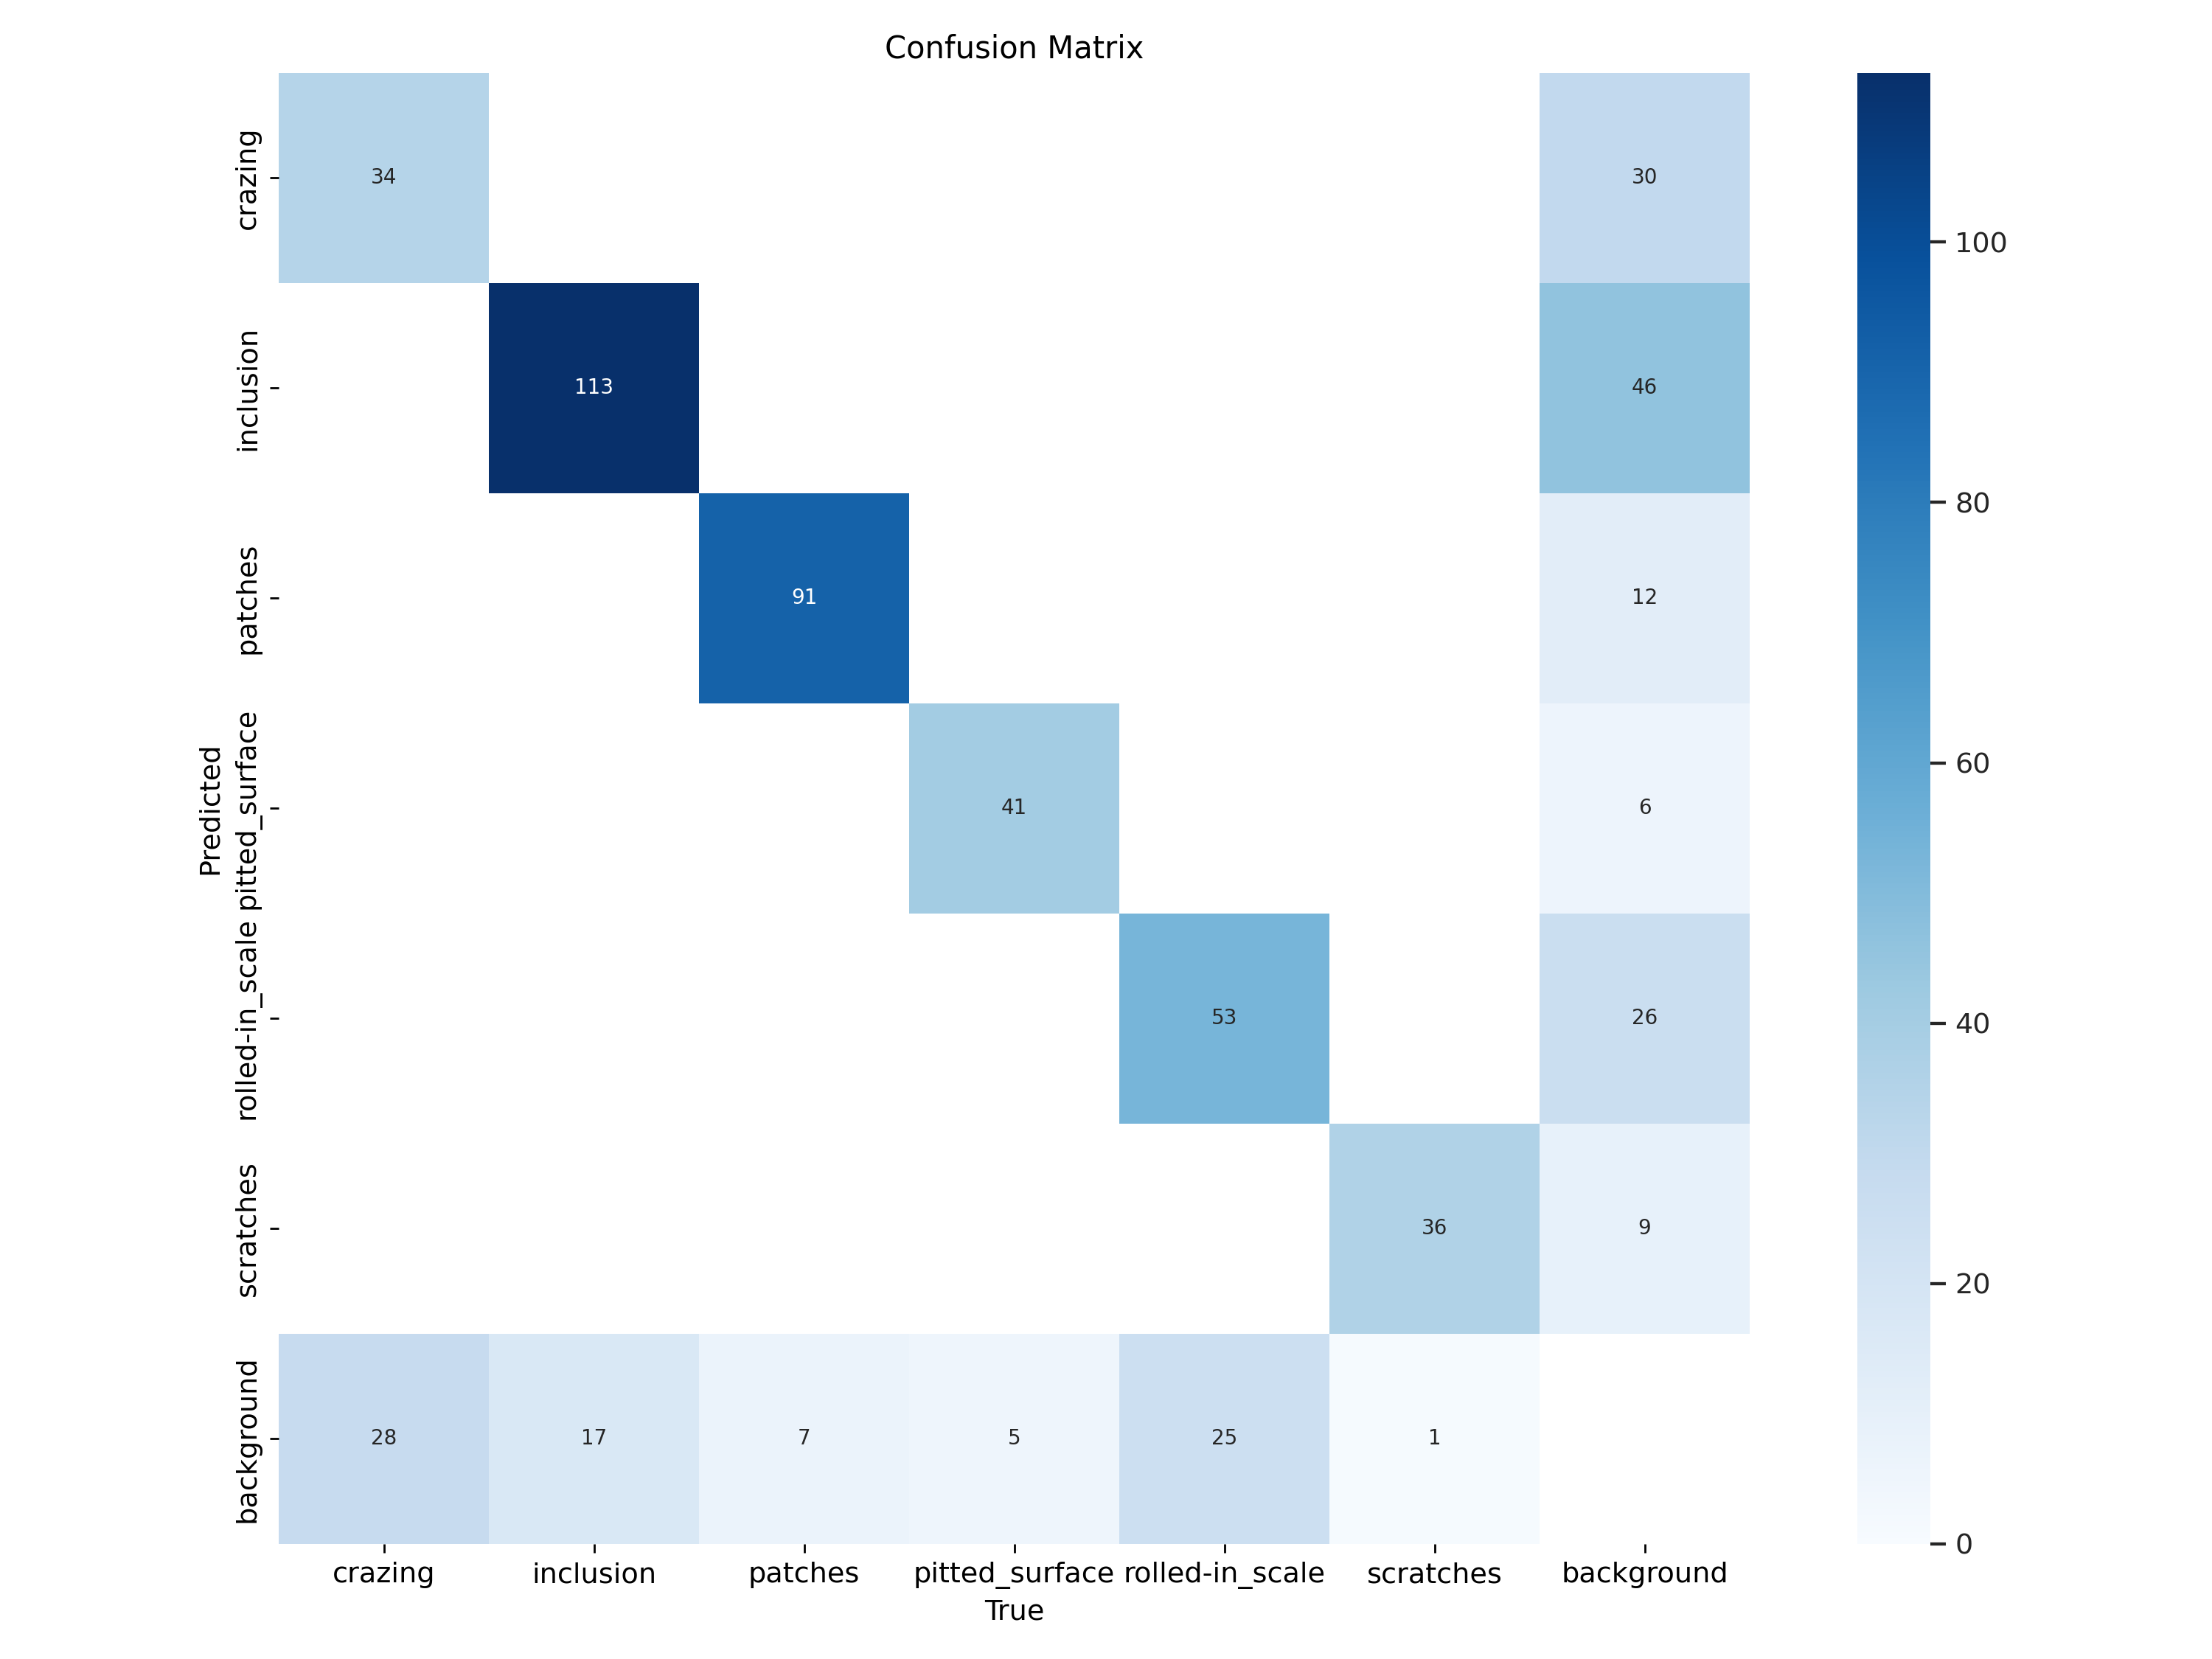 Confusion Matrix
crazing
34
30
100
inclusion
113
46
80
patches
91
12
60
Predicted
pitted_surface
41
6
rolled-in_scale
53
26
40
scratches
36
9
20
background
28
17
7
5
25
1
0
crazing
inclusion
patches
pitted_surface
rolled-in_scale
scratches
background
True